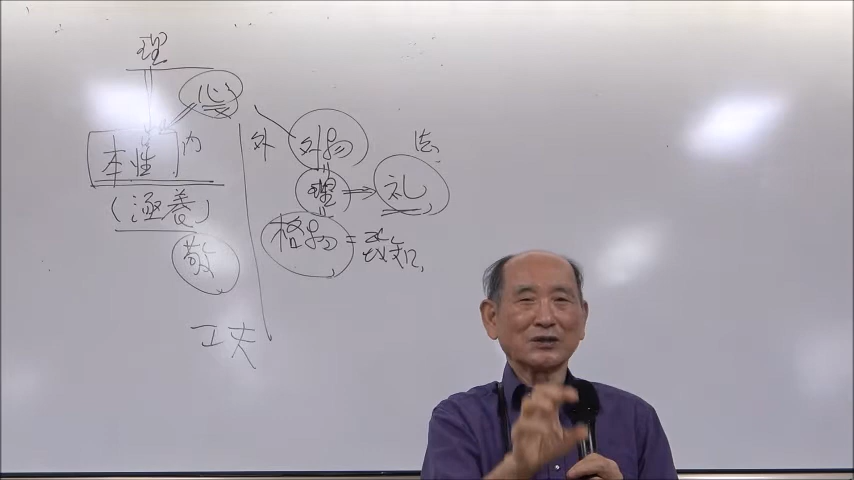 理
心
本性 内
(涵養)
敬
工夫
外 外物
理 → 礼
格物 = 致知